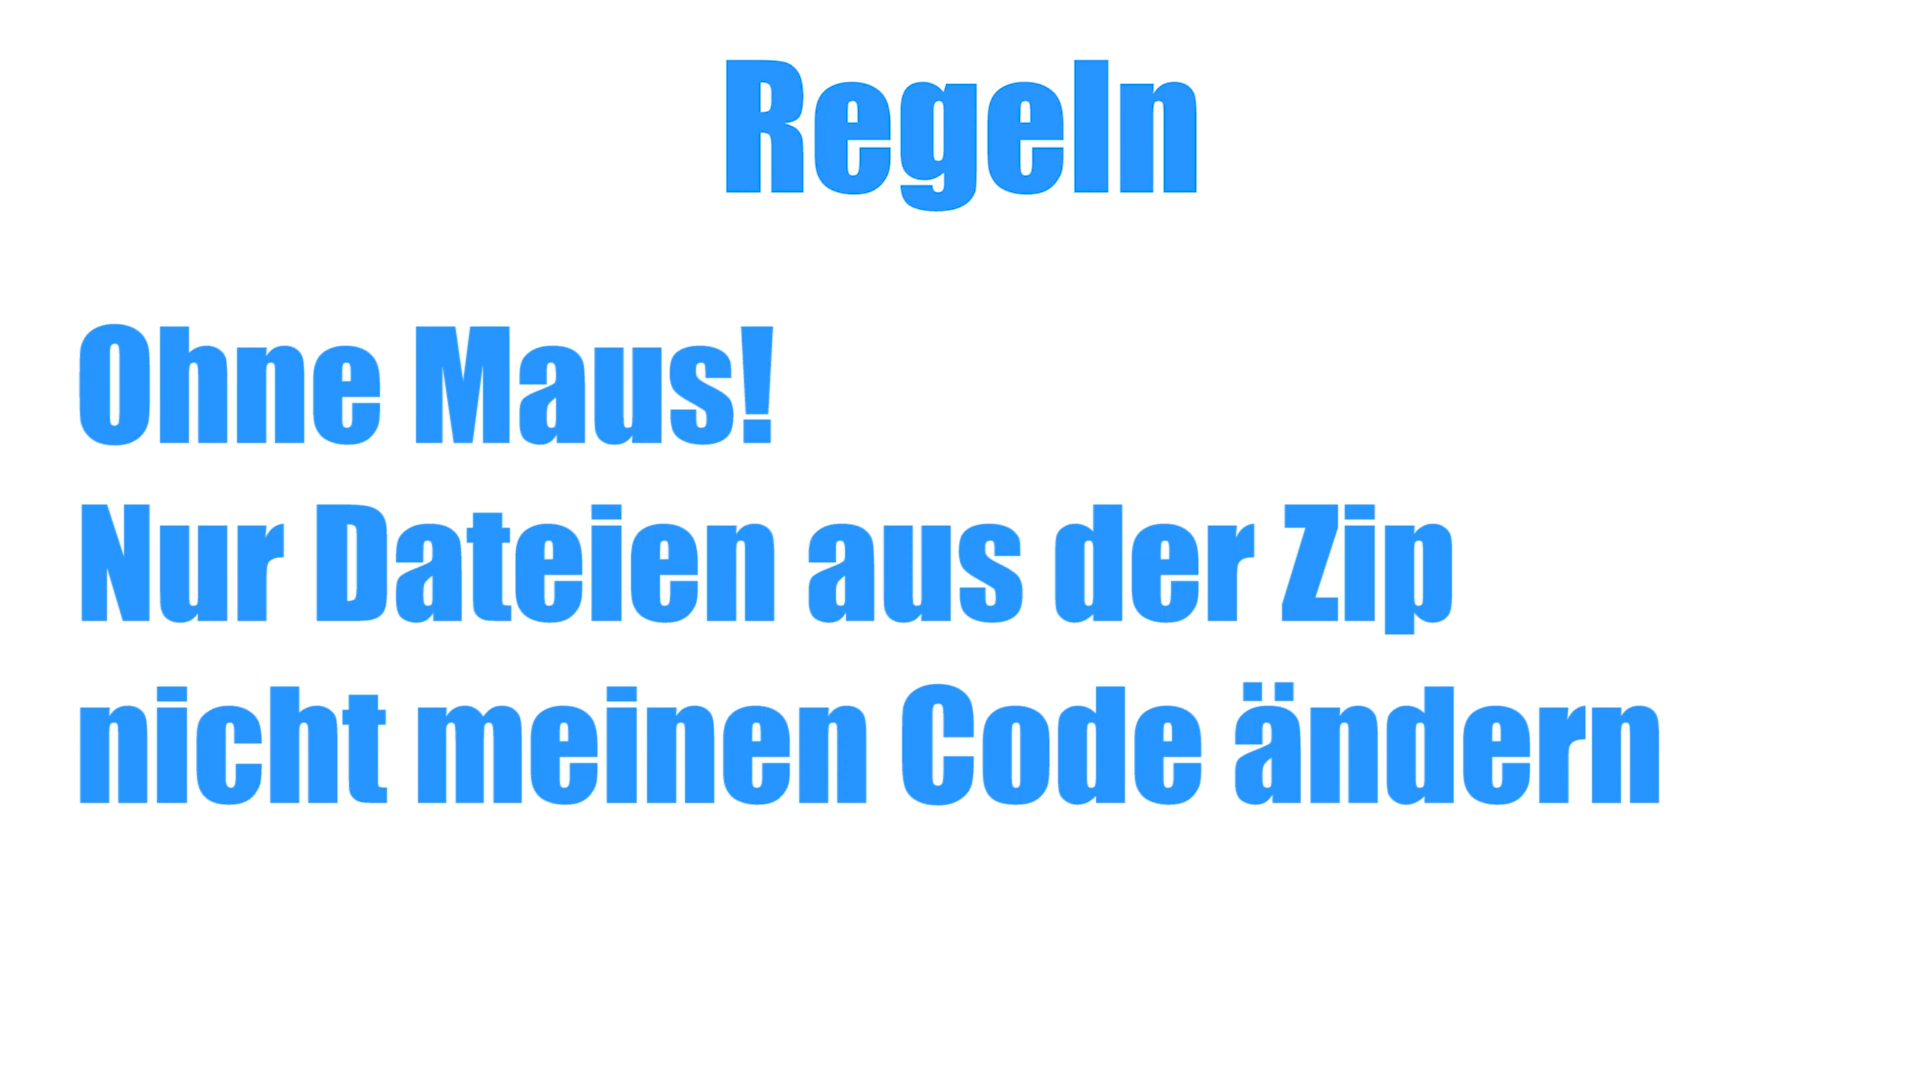 Regeln
Ohne Maus!
Nur Dateien aus der Zip
nicht meinen Code ändern